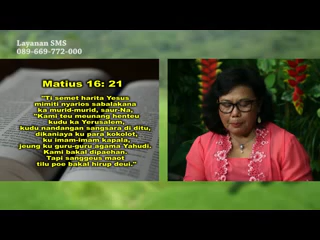 Layanan SMS
089-669-772-000
Matius 16: 21
"Ti semet harita Yesus
mimiti nyarios sabalakana
ka murid-murid, saur-Na,
"Kami teu meunang henteu
kudu ka Yerusalem,
kudu nandangan sangsara di ditu,
dikaniaya ku para kokolot,
ku imam-imam kapala,
jeung ku guru-guru agama Yahudi.
Kami bakal dipaehan.
Tapi sanggeus maot
tilu poe bakal hirup deui."